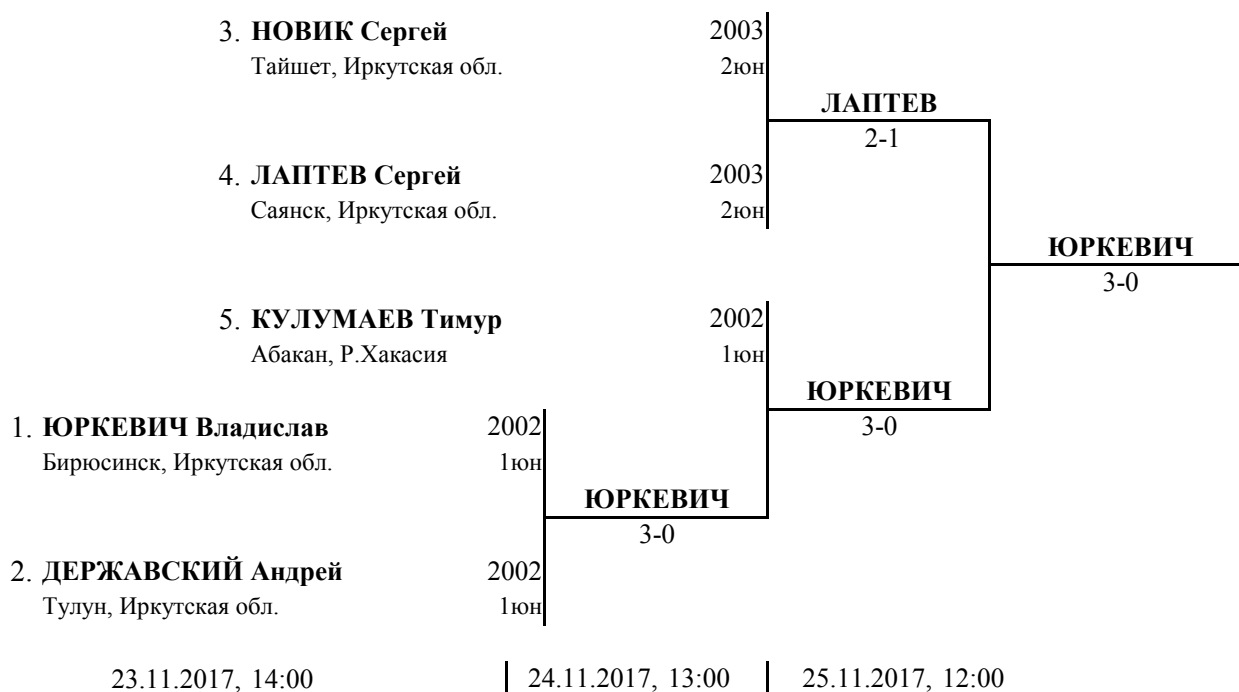 3. НОВИК Сергей 2003
Тайшет, Иркутская обл. 2юн
ЛАПТЕВ
2-1
4. ЛАПТЕВ Сергей 2003
Саянск, Иркутская обл. 2юн
ЮРКЕВИЧ
3-0
5. КУЛУМАЕВ Тимур 2002
Абакан, Р.Хакасия 1юн
ЮРКЕВИЧ
3-0
1. ЮРКЕВИЧ Владислав 2002
Бирюсинск, Иркутская обл. 1юн
ЮРКЕВИЧ
3-0
2. ДЕРЖАВСКИЙ Андрей 2002
Тулун, Иркутская обл. 1юн
23.11.2017, 14:00 24.11.2017, 13:00 25.11.2017, 12:00